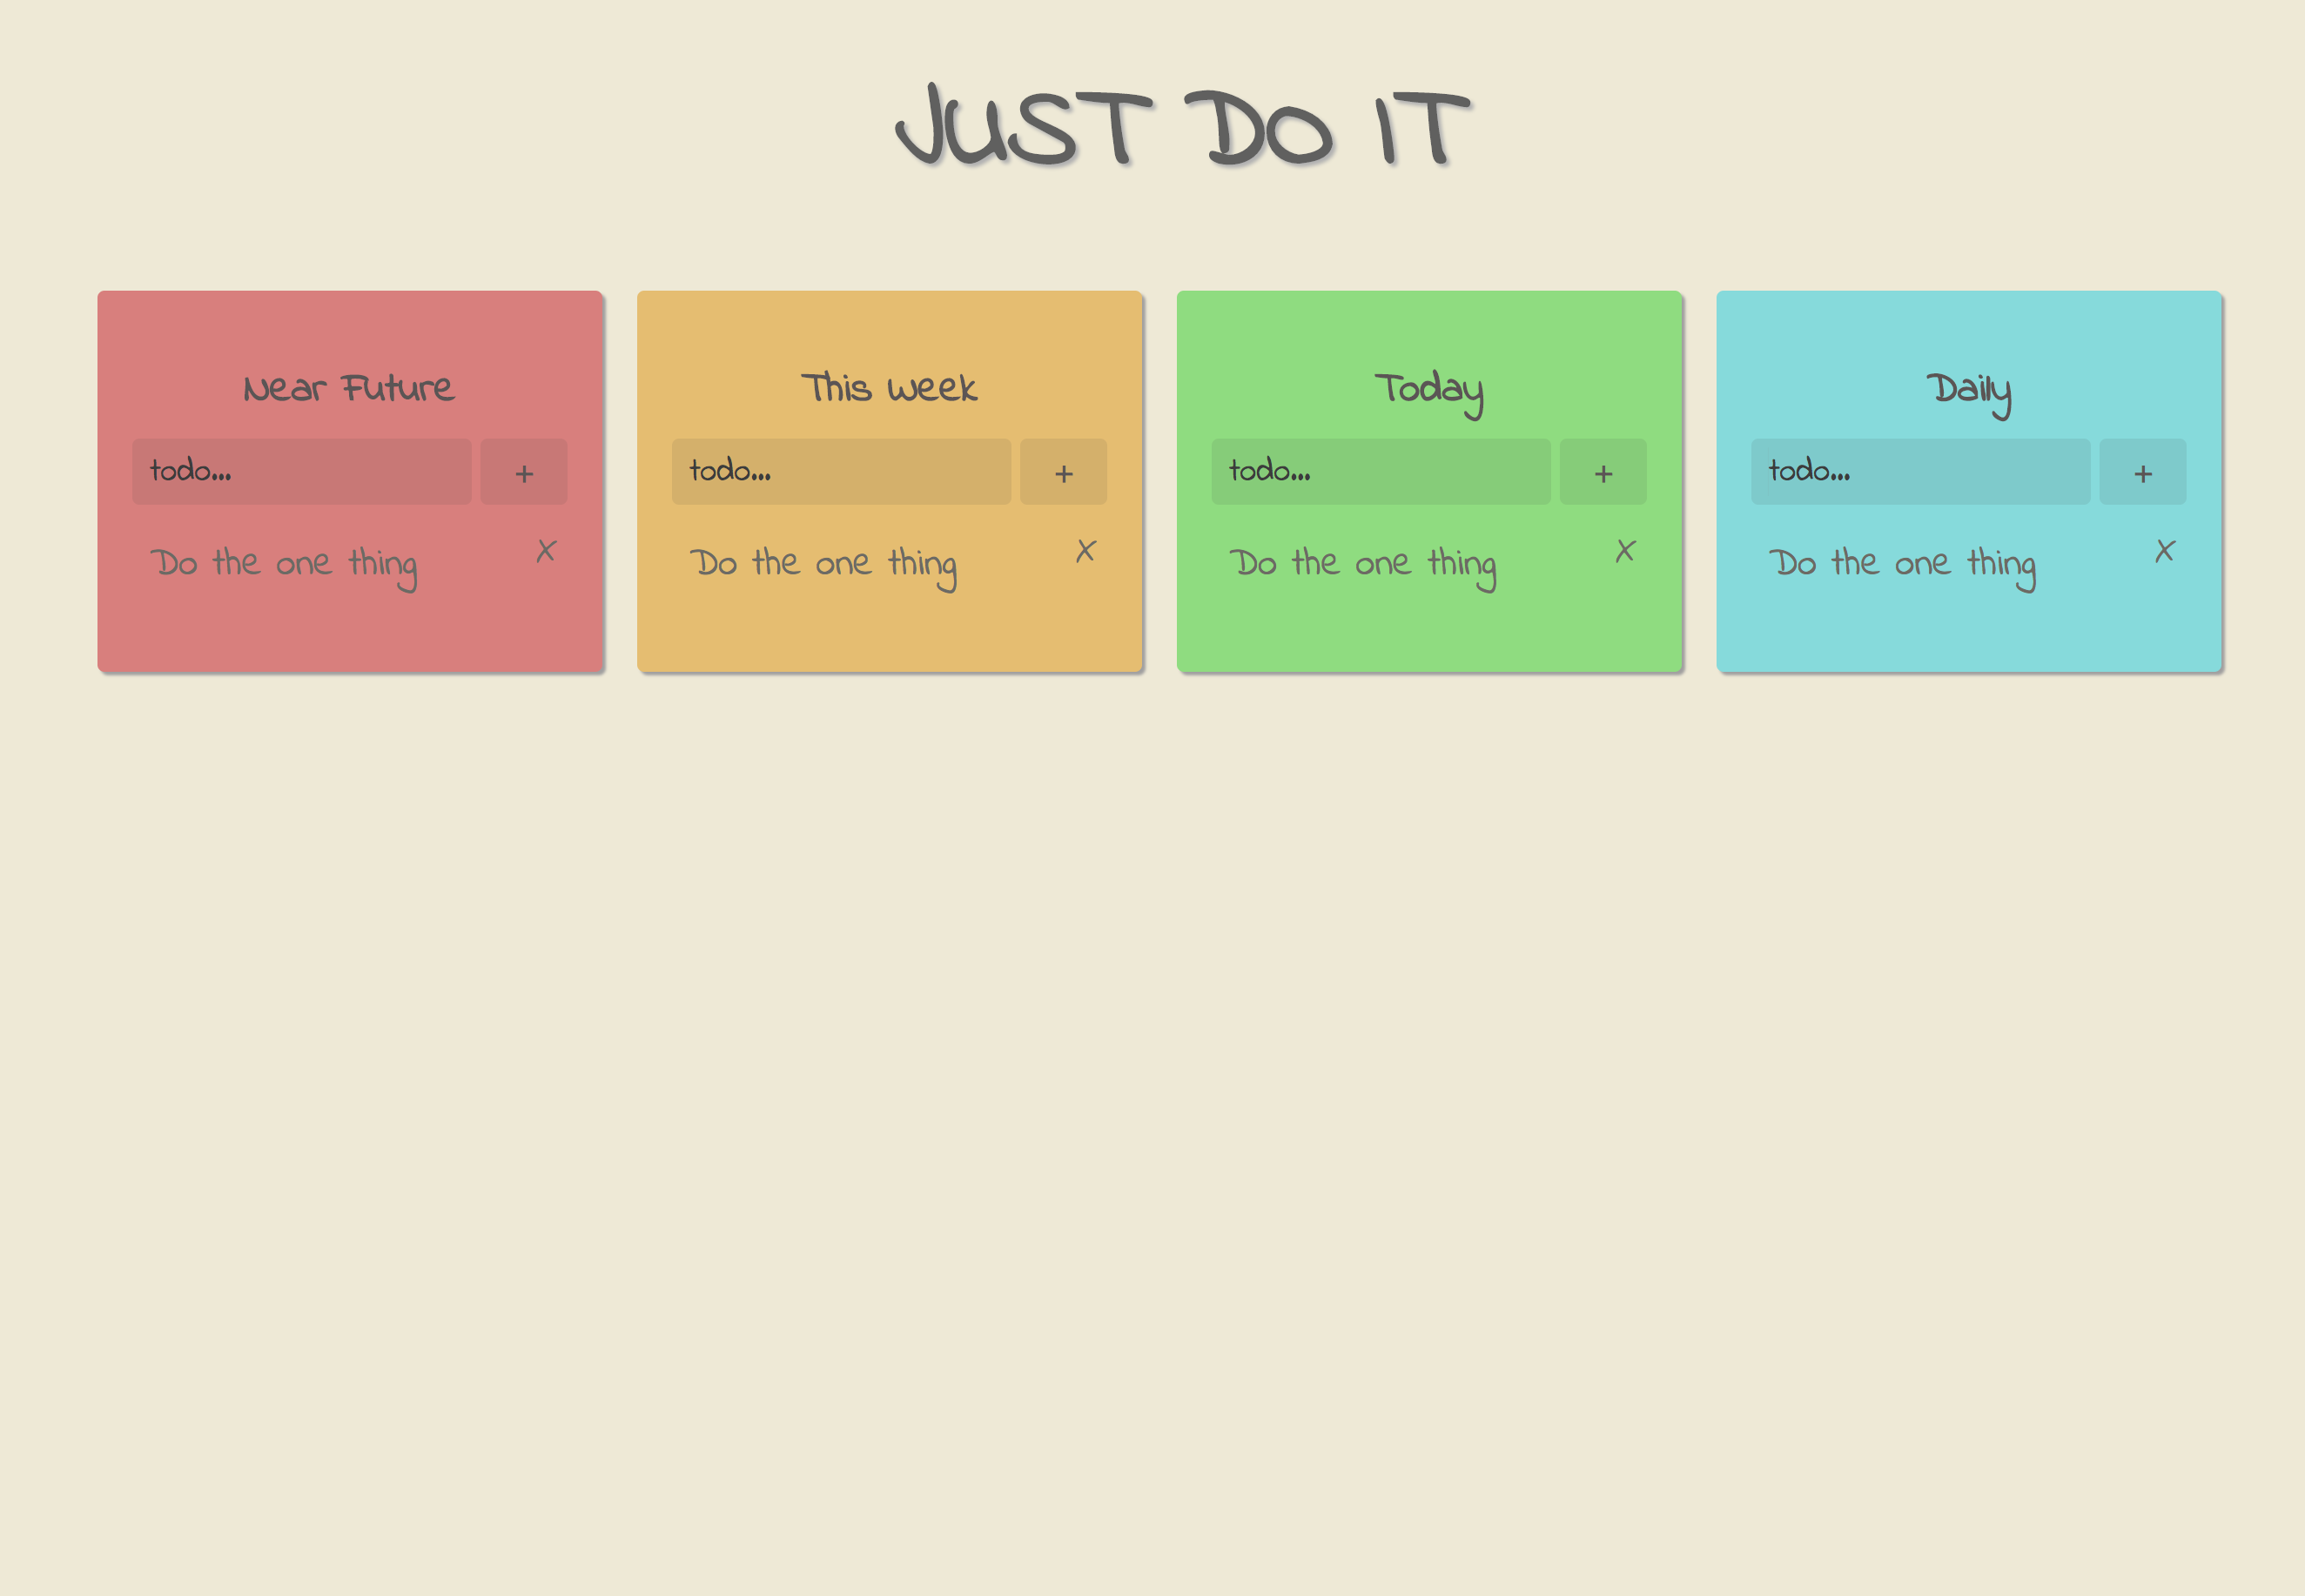 JUST DO IT
Near Future
todo...
+
Do the one thing
X
This week
todo...
+
Do the one thing
X
Today
todo...
+
Do the one thing
X
Daily
todo...
+
Do the one thing
X